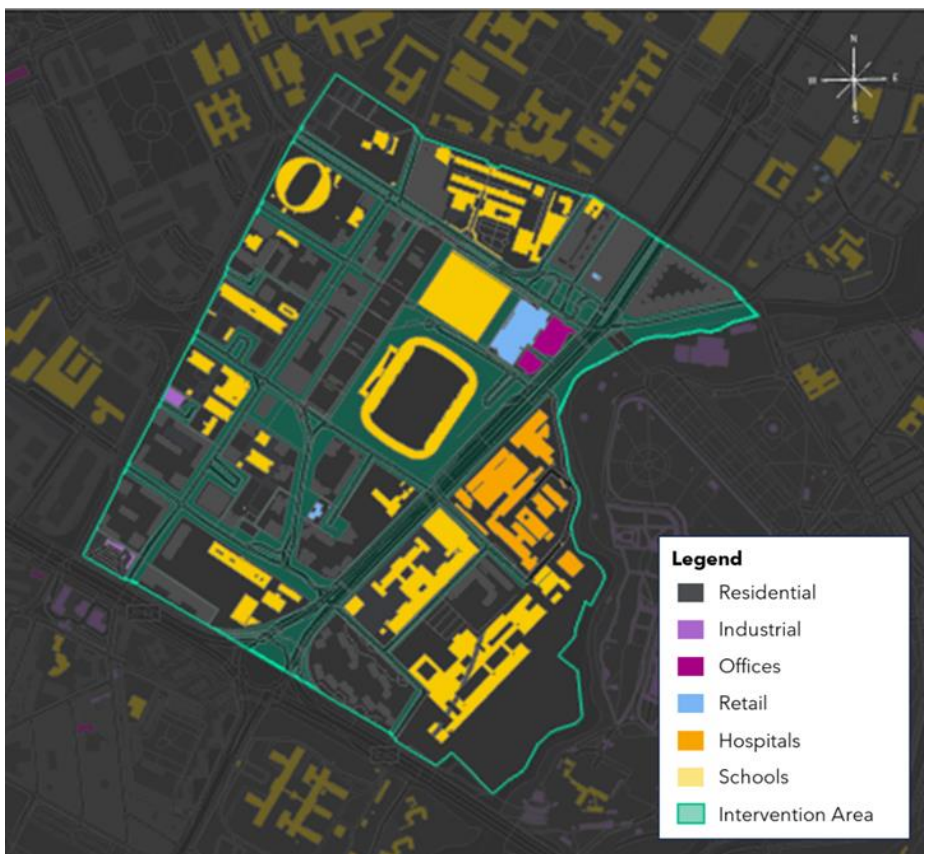 N
E
S
Legend
Residential
Industrial
Offices
Retail
Hospitals
Schools
Intervention Area